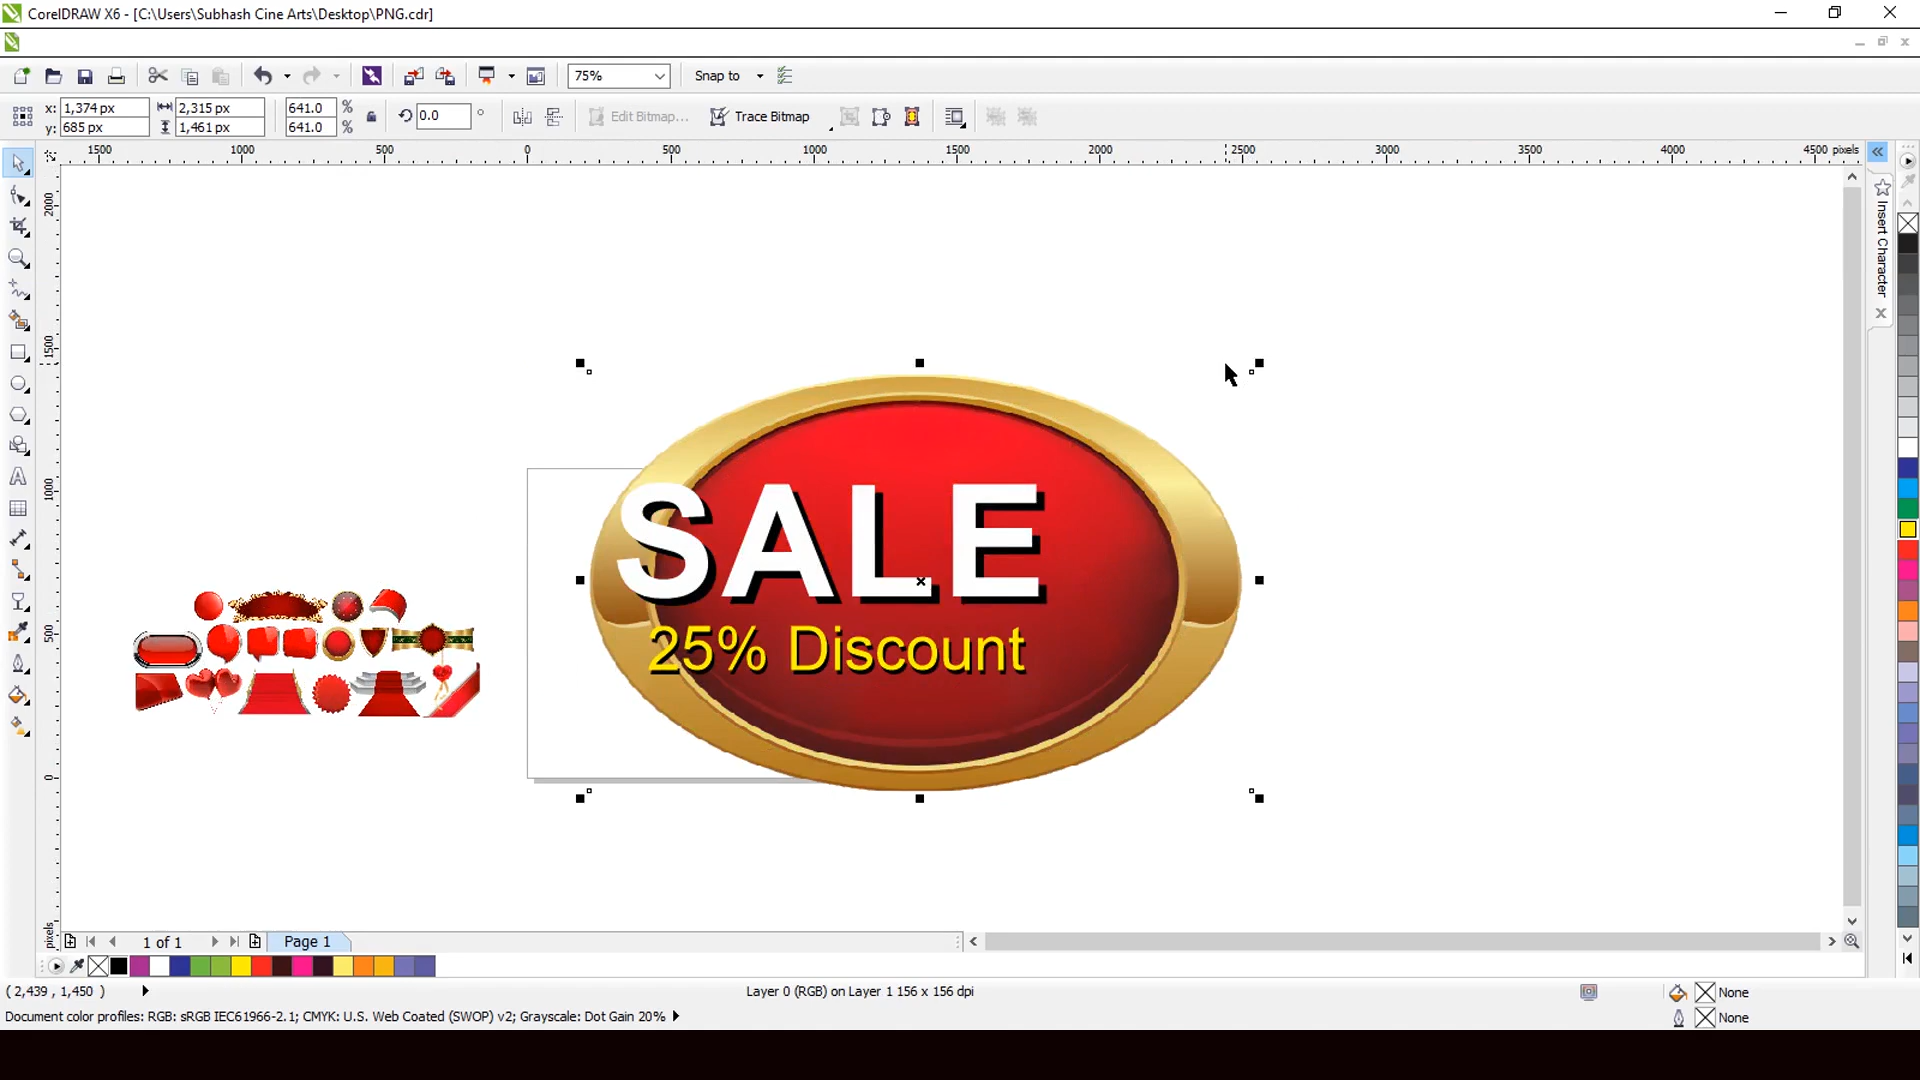 CorelDRAW X6 - [C:\Users\Subhash Cine Arts\Desktop\PNG.cdr]
75% Snap to
x: 1,374 px 2,315 px 641.0 % 0.0 ° Edit Bitmap... Trace Bitmap
y: 685 px 1,461 px 641.0 %
1500 1000 500 0 500 1000 1500 2000 2500 3000 3500 4000 4500 pixels
2000
1500
1000
500
0
pixels
Insert Character
SALE
25% Discount
1 of 1 Page 1
( 2,439 , 1,450 ) Layer 0 (RGB) on Layer 1 156 x 156 dpi None
Document color profiles: RGB: sRGB IEC61966-2.1; CMYK: U.S. Web Coated (SWOP) v2; Grayscale: Dot Gain 20% None